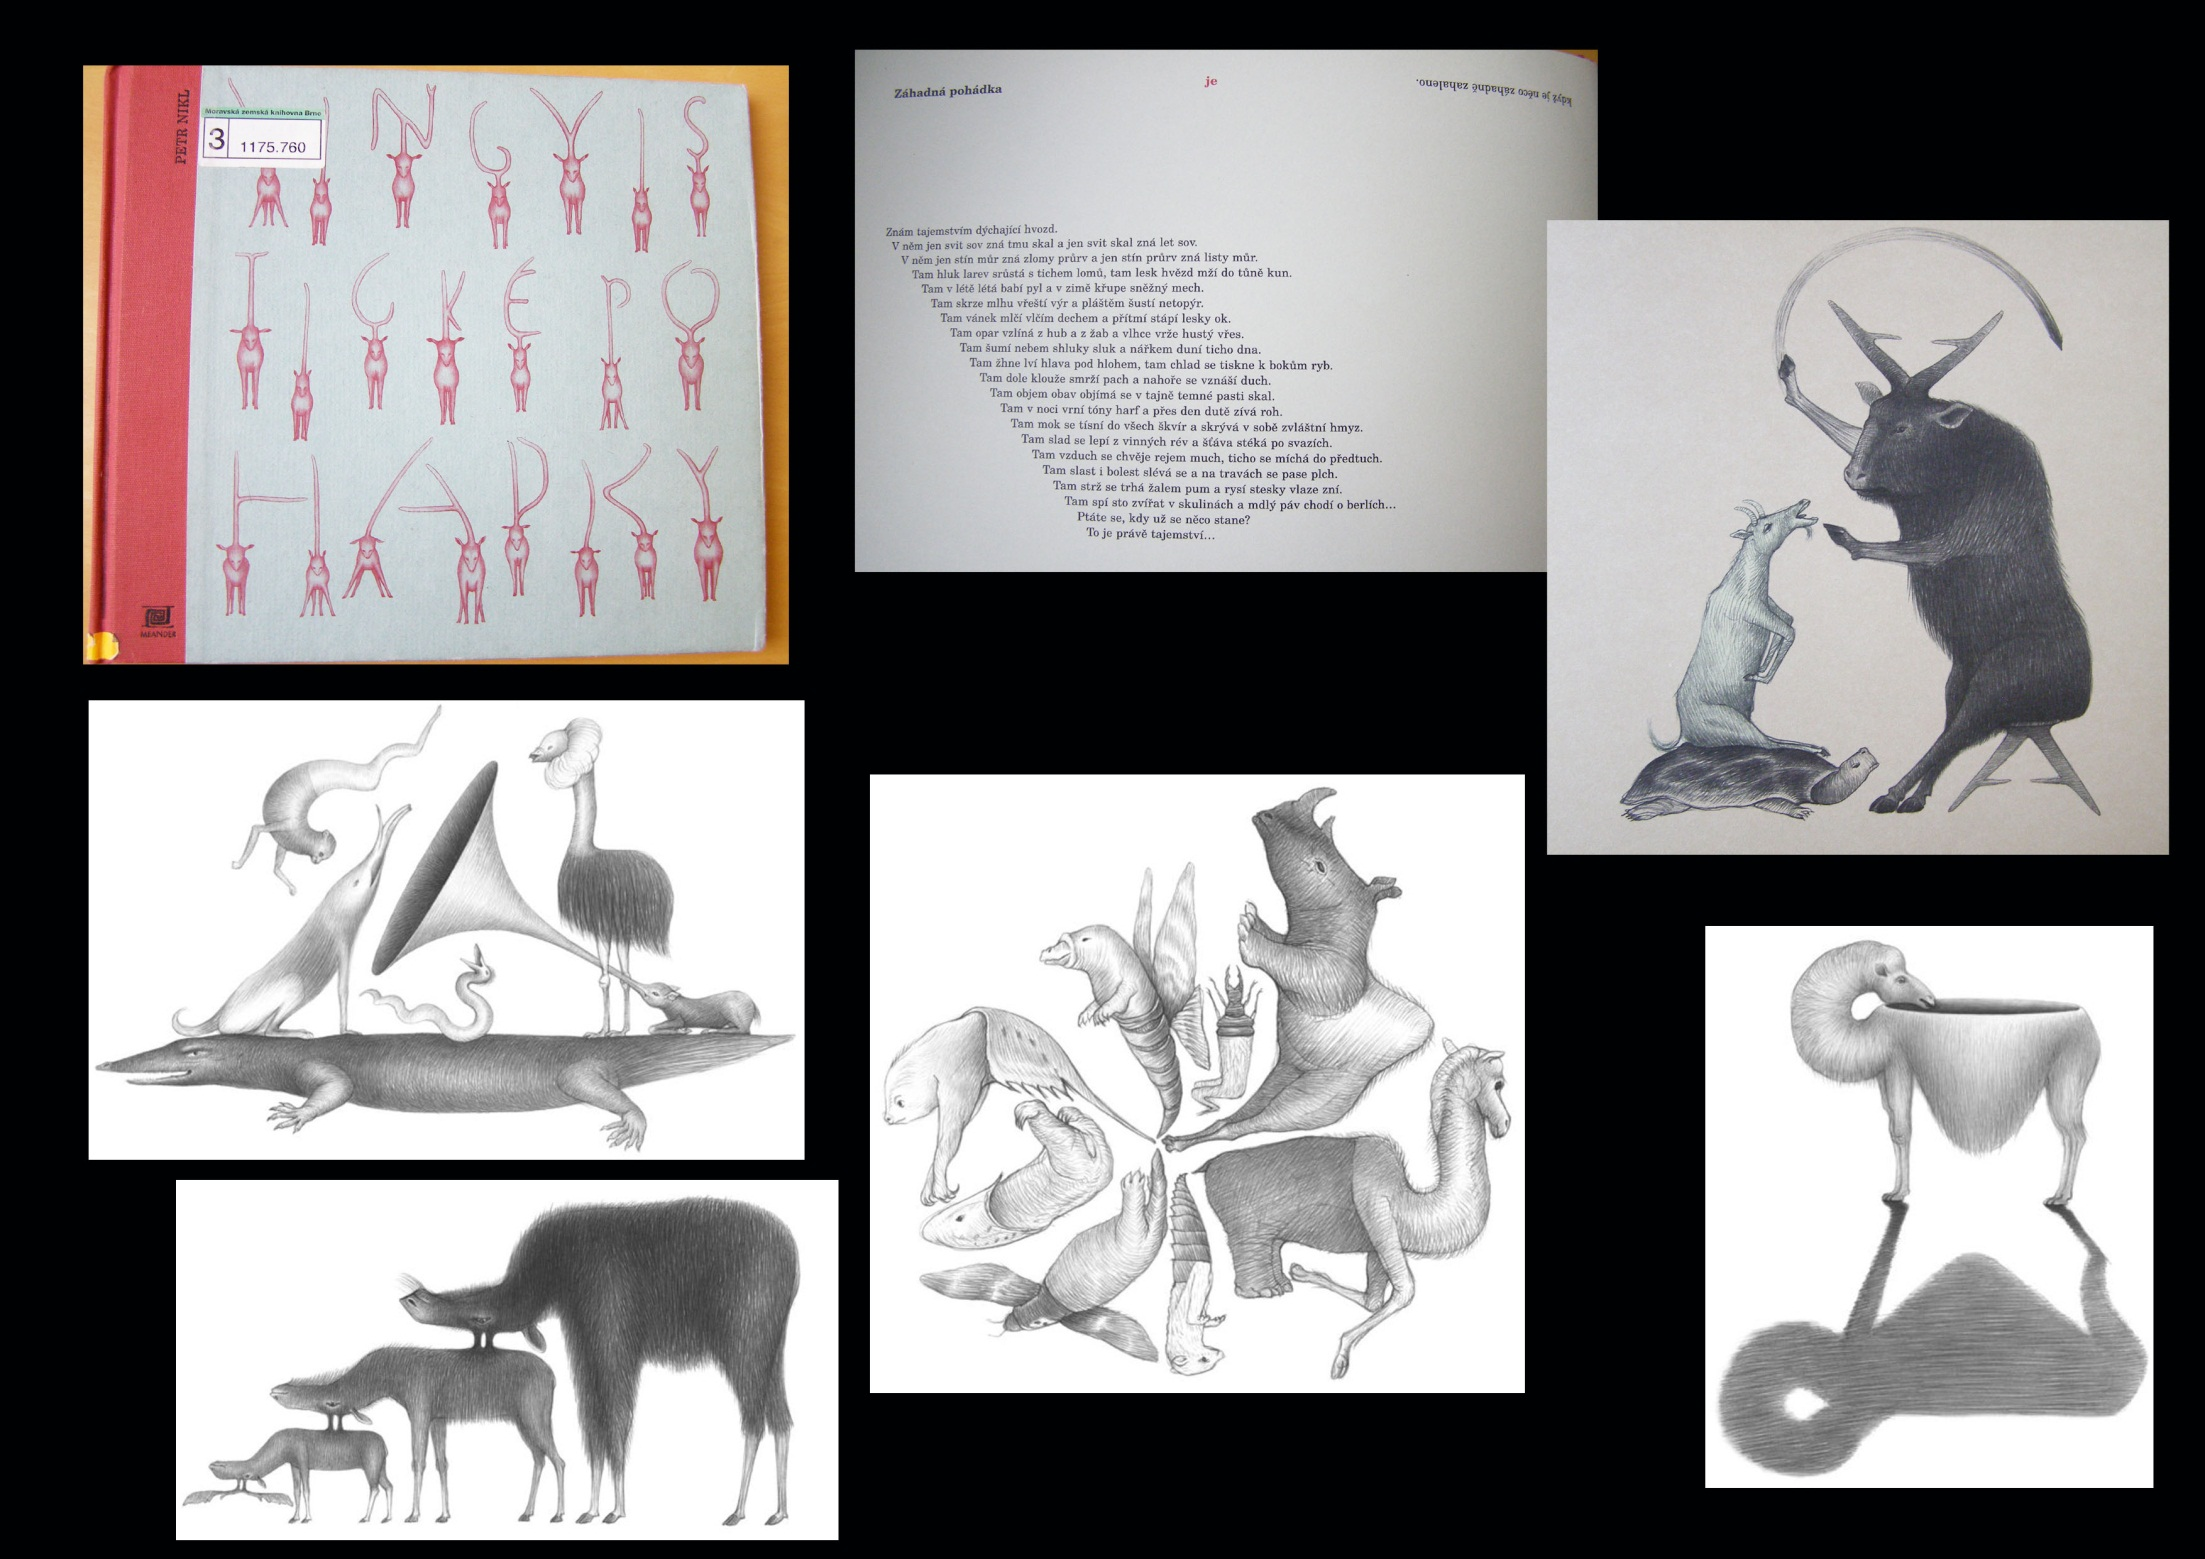 PETR NIKL
Moravská zemská knihovna Brno
3 1175.760
LINGVIS
TICKÉ PO
HÁDKY
MEANDER
Záhadná pohádka
je
když je něco záhadně zahaleno.
Znám tajemstvím dýchající hvozd.
V něm jen svit sov zná tmu skal a jen svit skal zná let sov.
V něm jen stín můr zná zlomy průrv a jen stín průrv zná listy můr.
Tam hluk larev srůstá s tichem lomů, tam lesk hvězd mží do tůně kun.
Tam v létě létá babí pyl a v zimě křupe sněžný mech.
Tam skrze mlhu vřeští výr a pláštěm šustí netopýr.
Tam vánek mlčí vlčím dechem a přítmí stápí lesky ok.
Tam opar vzlíná z hub a z žab a vlhce vrže hustý vřes.
Tam šumí nebem shluky sluk a nářkem duní ticho dna.
Tam žhne lví hlava pod hlohem, tam chlad se tiskne k bokům ryb.
Tam dole klouže smrží pach a nahoře se vznáší duch.
Tam objem obav objímá se v tajně temné pasti skal.
Tam v noci vrní tóny harf a přes den dutě zívá roh.
Tam mok se tísní do všech škvír a skrývá v sobě zvláštní hmyz.
Tam slad se lepí z vinných rév a šťáva stéká po svazích.
Tam vzduch se chvěje rejem much, ticho se míchá do předtuch.
Tam slast i bolest slévá se a na travách se pase plch.
Tam strž se trhá žalem pum a rysí stesky vlaze zní.
Tam spí sto zvířat v skulinách a mdlý páv chodí o berlích...
Ptáte se, kdy už se něco stane?
To je právě tajemství...